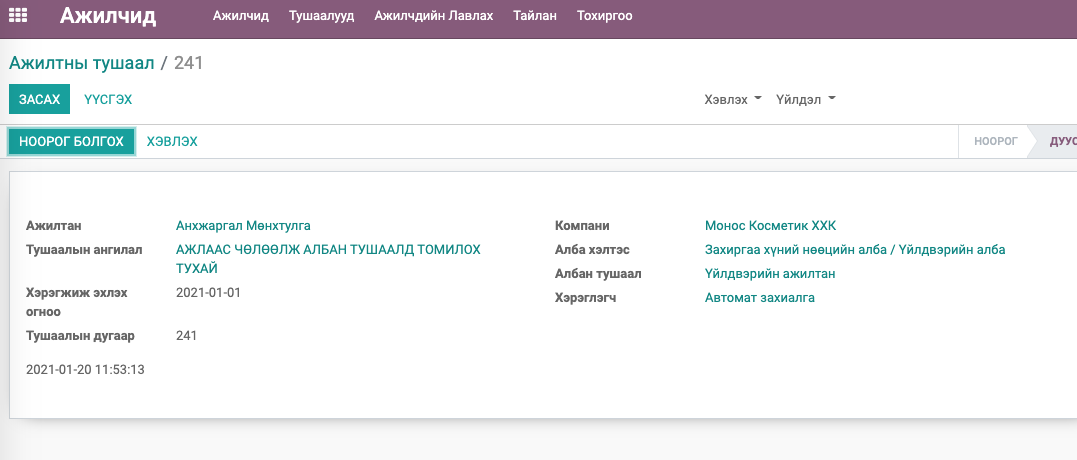 Ажилчид Ажилчид Тушаалууд Ажилчдийн Лавлах Тайлан Тохиргоо
Ажилтны тушаал / 241
ЗАСАХ ҮҮСГЭХ Хэвлэх Үйлдэл
НООРОГ БОЛГОХ ХЭВЛЭХ НООРОГ ДУУС
Ажилтан Анхжаргал Мөнхтулга Компани Монос Косметик ХХК
Тушаалын ангилал АЖЛААС ЧӨЛӨӨЛЖ АЛБАН ТУШААЛД ТОМИЛОХ Алба хэлтэс Захиргаа хүний нөөцийн алба / Үйлдвэрийн алба
ТУХАЙ Албан тушаал Үйлдвэрийн ажилтан
Хэрэгжиж эхлэх 2021-01-01 Хэрэглэгч Автомат захиалга
огноо
Тушаалын дугаар 241
2021-01-20 11:53:13